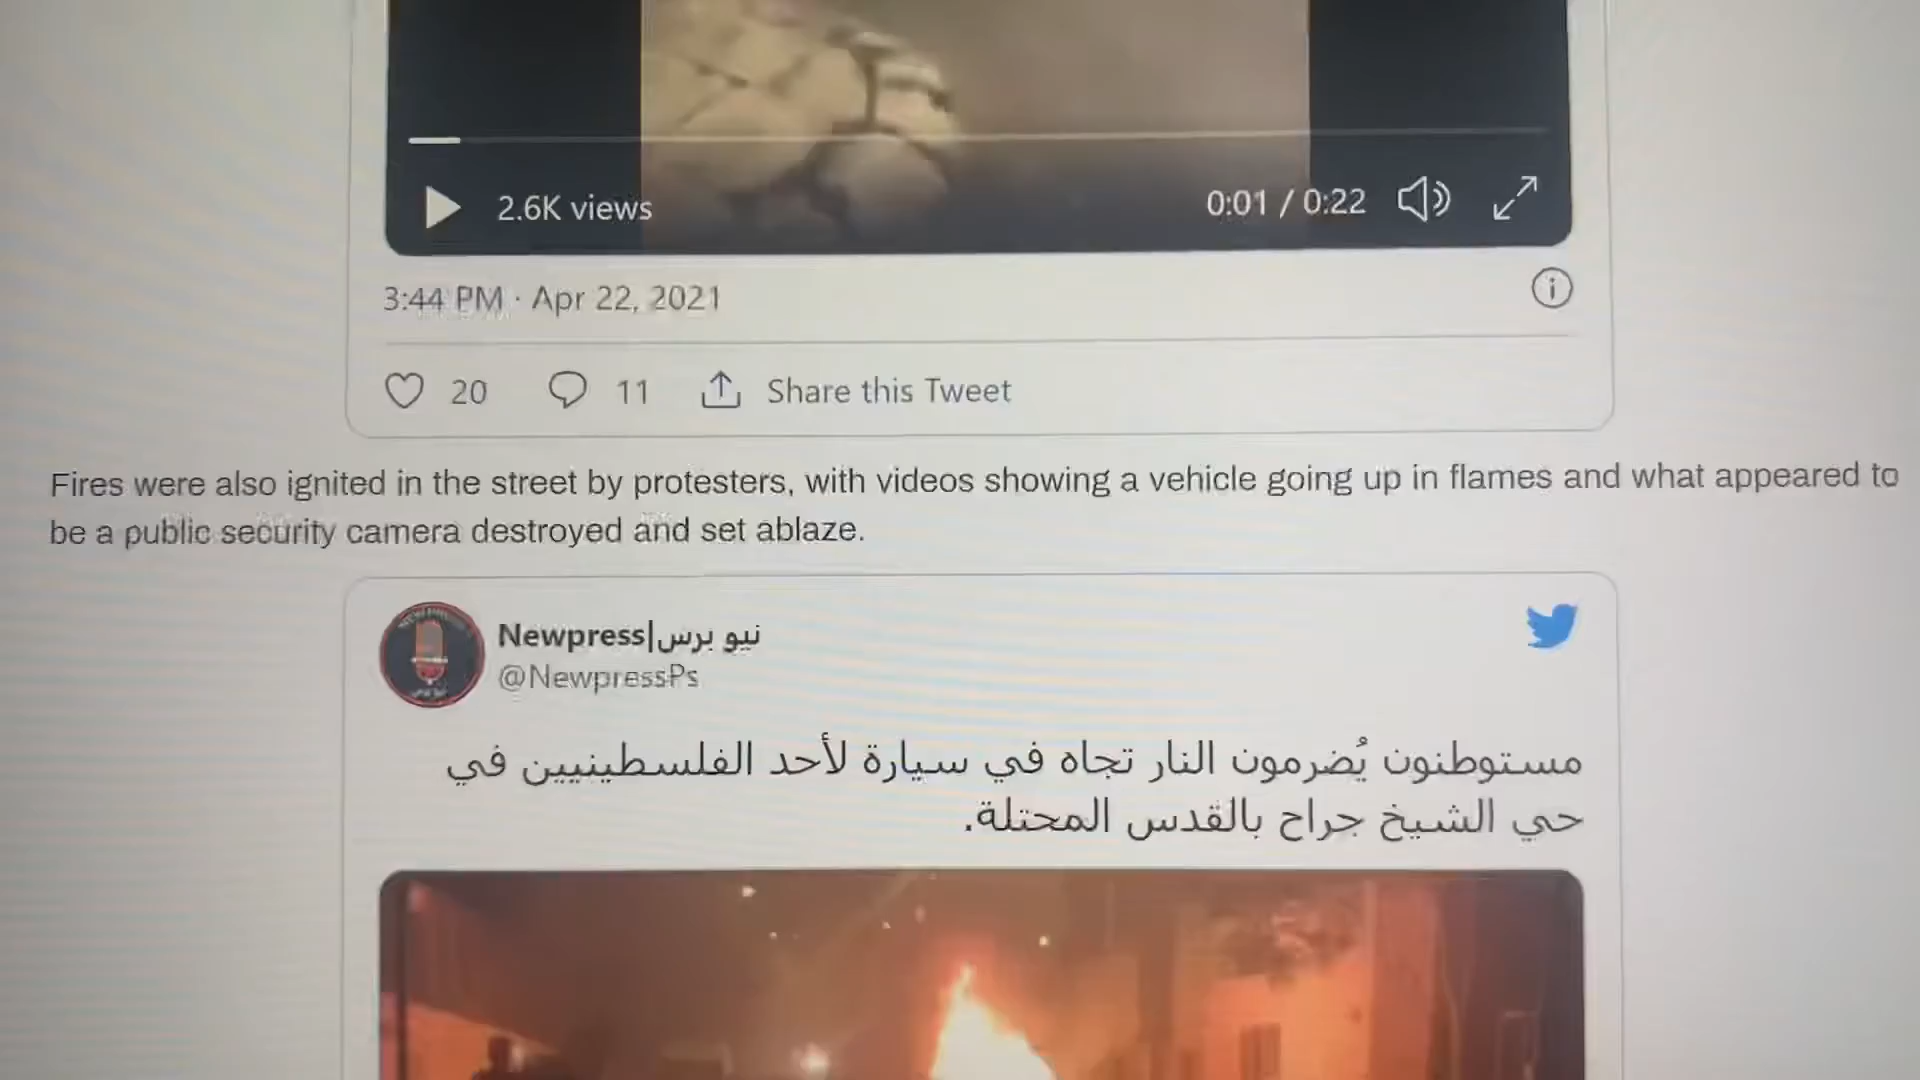 2.6K views
0:01 / 0:22
3:44 PM · Apr 22, 2021
20 11 Share this Tweet
Fires were also ignited in the street by protesters, with videos showing a vehicle going up in flames and what appeared to
be a public security camera destroyed and set ablaze.
Newpress|نيو برس
@NewpressPs
مستوطنون يُضرمون النار تجاه في سيارة لأحد الفلسطينيين في
حي الشيخ جراح بالقدس المحتلة.